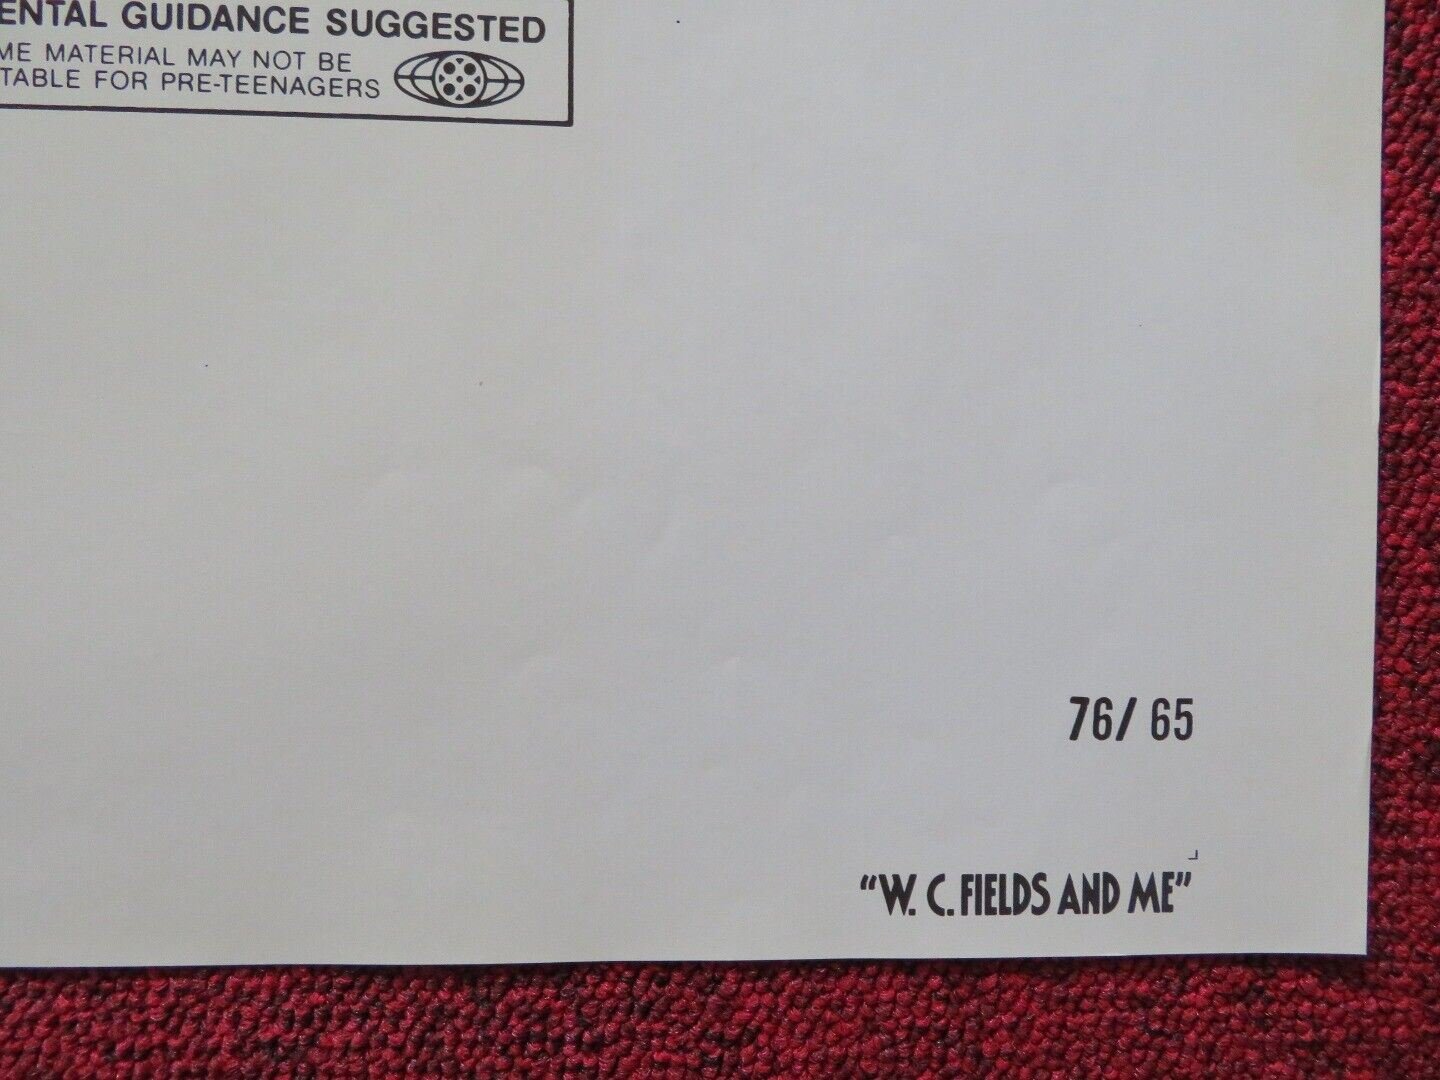 ENTAL GUIDANCE SUGGESTED
ME MATERIAL MAY NOT BE
TABLE FOR PRE-TEENAGERS
76/ 65
“W. C. FIELDS AND ME”